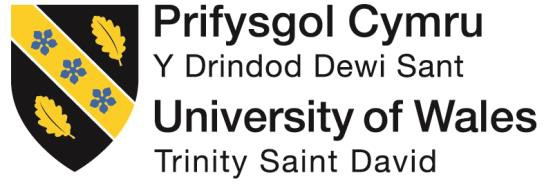 Prifysgol Cymru
Y Drindod Dewi Sant
University of Wales
Trinity Saint David